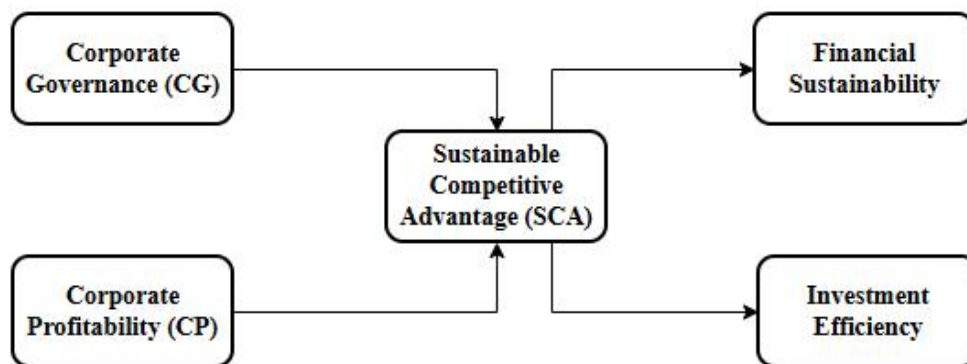 Corporate
Governance (CG)
Financial
Sustainability
Sustainable
Competitive
Advantage (SCA)
Corporate
Profitability (CP)
Investment
Efficiency